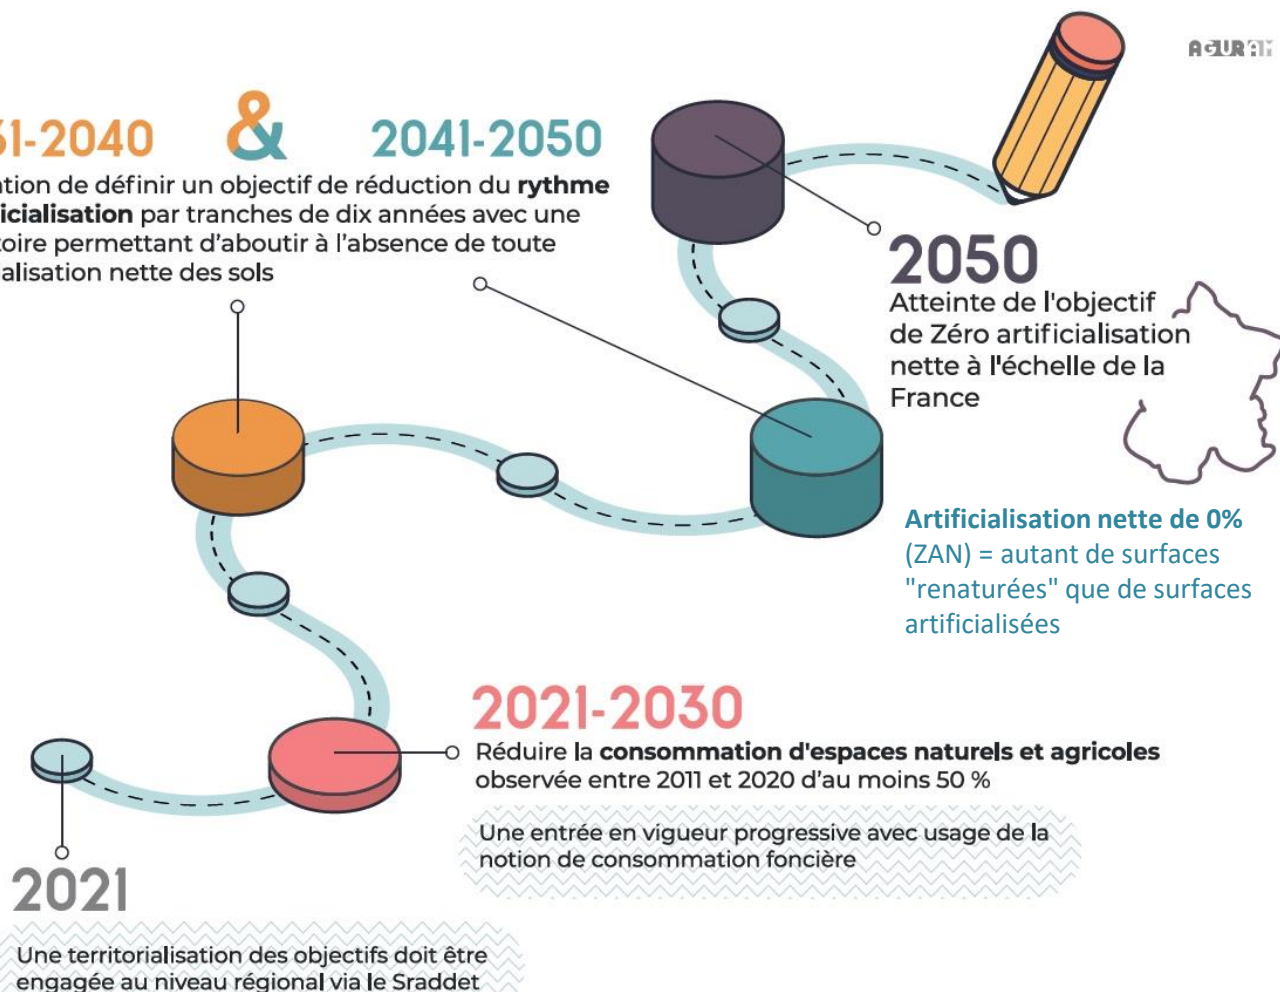 AGURAM
1-2040 & 2041-2050
ation de définir un objectif de réduction du rythme
icialisation par tranches de dix années avec une
toire permettant d'aboutir à l'absence de toute
ialisation nette des sols
2050
Atteinte de l'objectif
de Zéro artificialisation
nette à l'échelle de la
France
Artificialisation nette de 0%
(ZAN) = autant de surfaces
"renaturées" que de surfaces
artificialisées
2021-2030
Réduire la consommation d'espaces naturels et agricoles
observée entre 2011 et 2020 d'au moins 50 %
Une entrée en vigueur progressive avec usage de la
notion de consommation foncière
2021
Une territorialisation des objectifs doit être
engagée au niveau régional via le Sraddet